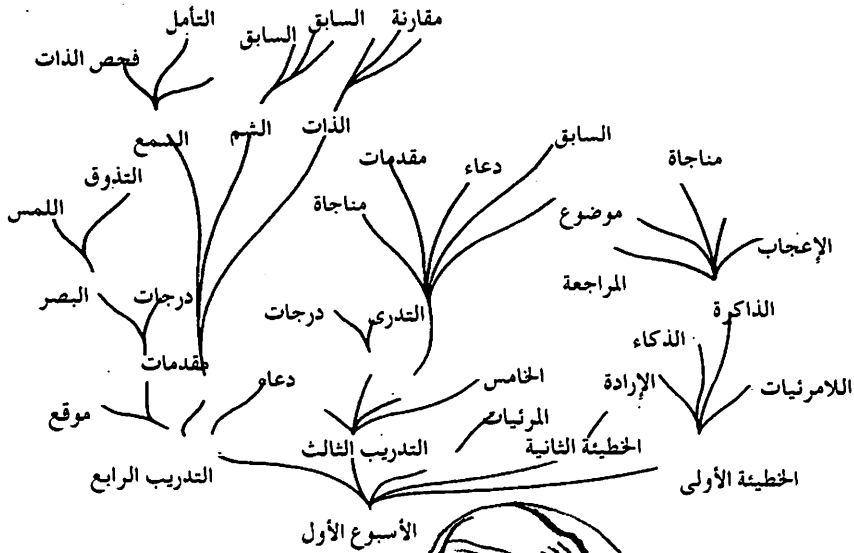 مقارنة
السابق
السابق
التأمل
فحص الذات
الذات
الشم
السمع
السابق
مناجاة
دعاء
مقدمات
التذوق
موضوع
مناجاة
اللمس
الإعجاب
المراجعة
درجات
البصر
الذاكرة
التدرى
درجات
الذكاء
مقدمات
اللامرئيات
الإرادة
الخامس
دعاء
موقع
المرئيات
الخطيئة الثانية
التدريب الثالث
الخطيئة الأولى
التدريب الرابع
الأسبوع الأول